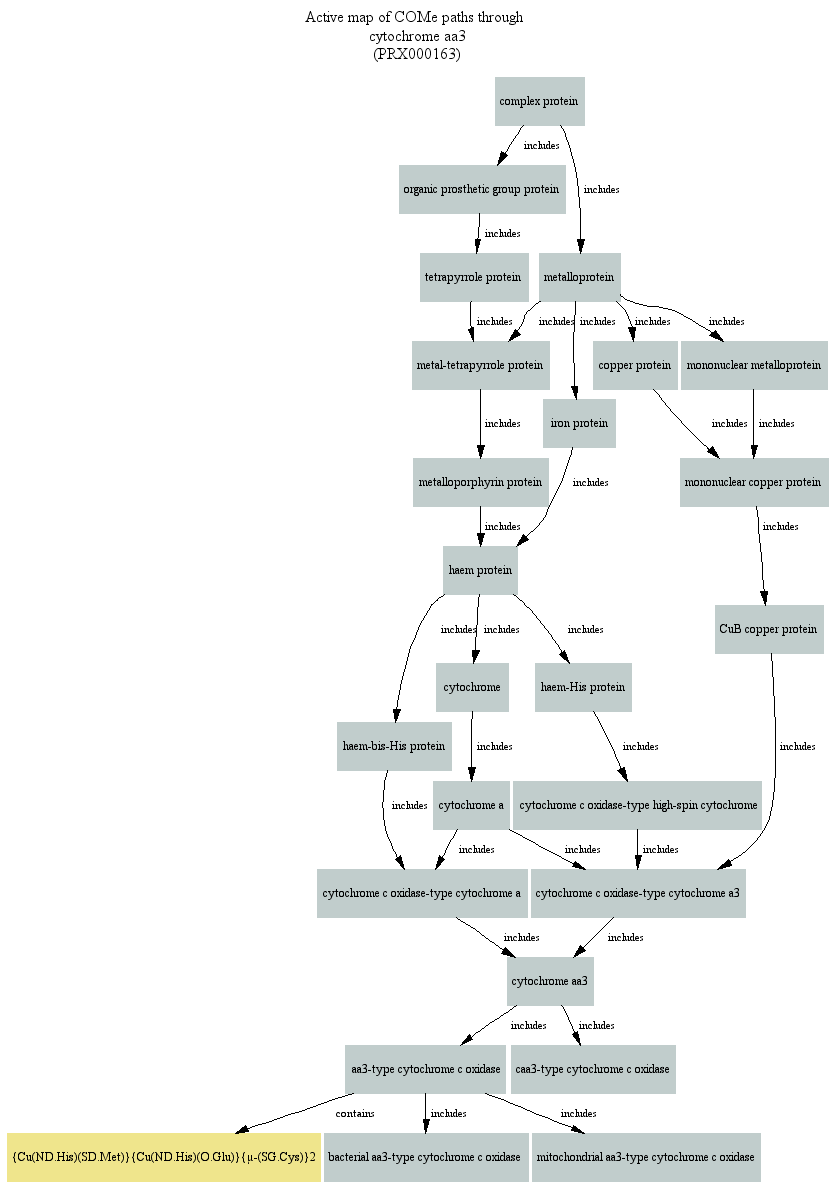 Active map of COMe paths through
cytochrome aa3
(PRX000163)
complex protein
includes
organic prosthetic group protein
includes
includes
tetrapyrrole protein
metalloprotein
includes
includes
includes
includes
includes
metal-tetrapyrrole protein
copper protein
mononuclear metalloprotein
iron protein
includes
includes
includes
metalloporphyrin protein
includes
mononuclear copper protein
includes
includes
haem protein
CuB copper protein
includes
includes
includes
cytochrome
haem-His protein
haem-bis-His protein
includes
includes
includes
includes
cytochrome a
cytochrome c oxidase-type high-spin cytochrome
includes
includes
includes
cytochrome c oxidase-type cytochrome a
cytochrome c oxidase-type cytochrome a3
includes
includes
cytochrome aa3
includes
includes
aa3-type cytochrome c oxidase
caa3-type cytochrome c oxidase
contains
includes
includes
{Cu(ND.His)(SD.Met)}{Cu(ND.His)(O.Glu)}{µ-(SG.Cys)}2
bacterial aa3-type cytochrome c oxidase
mitochondrial aa3-type cytochrome c oxidase